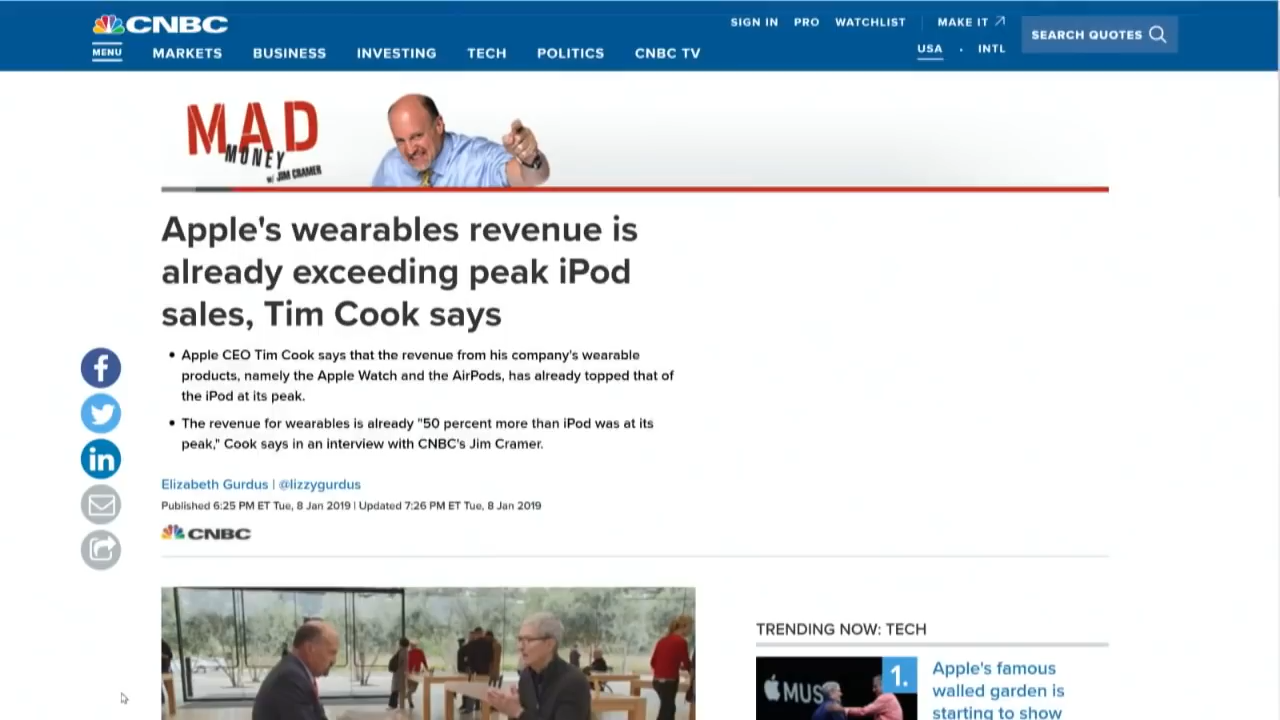 CNBC
SIGN IN PRO WATCHLIST MAKE IT
SEARCH QUOTES
MENU MARKETS BUSINESS INVESTING TECH POLITICS CNBC TV
USA · INTL
MAD
MONEY
w/ JIM CRAMER
Apple's wearables revenue is
already exceeding peak iPod
sales, Tim Cook says
• Apple CEO Tim Cook says that the revenue from his company's wearable
products, namely the Apple Watch and the AirPods, has already topped that of
the iPod at its peak.
• The revenue for wearables is already "50 percent more than iPod was at its
peak," Cook says in an interview with CNBC's Jim Cramer.
Elizabeth Gurdus | @lizzygurdus
Published 6:25 PM ET Tue, 8 Jan 2019 | Updated 7:26 PM ET Tue, 8 Jan 2019
CNBC
TRENDING NOW: TECH
MUS
1.
Apple's famous
walled garden is
starting to show